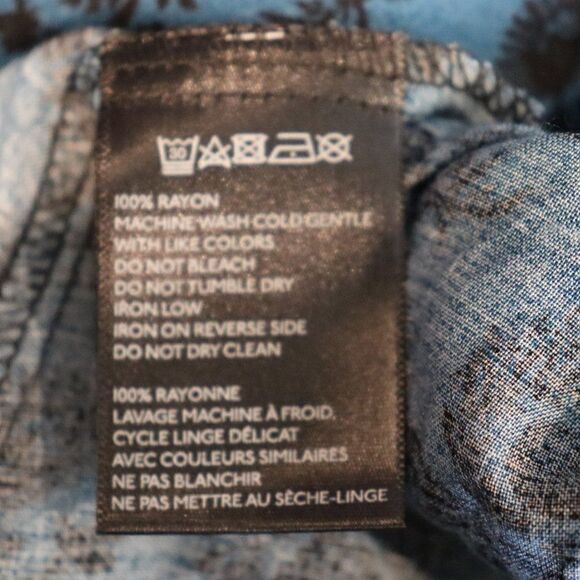 30
100% RAYON
MACHINE WASH COLD GENTLE
WITH LIKE COLORS
DO NOT BLEACH
DO NOT TUMBLE DRY
IRON LOW
IRON ON REVERSE SIDE
DO NOT DRY CLEAN
100% RAYONNE
LAVAGE MACHINE À FROID,
CYCLE LINGE DÉLICAT
AVEC COULEURS SIMILAIRES
NE PAS BLANCHIR
NE PAS METTRE AU SÈCHE-LINGE